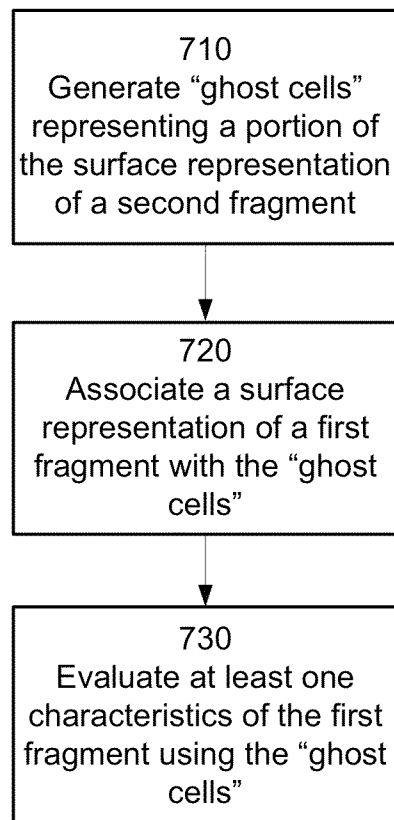 710
Generate “ghost cells”
representing a portion of
the surface representation
of a second fragment
720
Associate a surface
representation of a first
fragment with the “ghost
cells”
730
Evaluate at least one
characteristics of the first
fragment using the “ghost
cells”